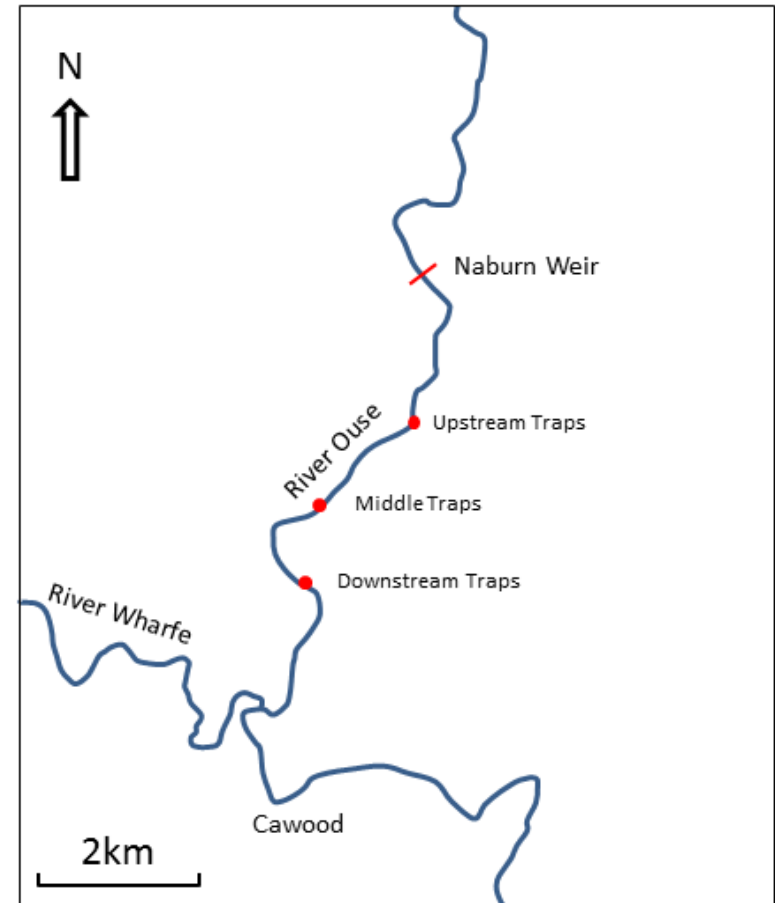 N
Naburn Weir
River Ouse
Upstream Traps
Middle Traps
Downstream Traps
River Wharfe
Cawood
2km